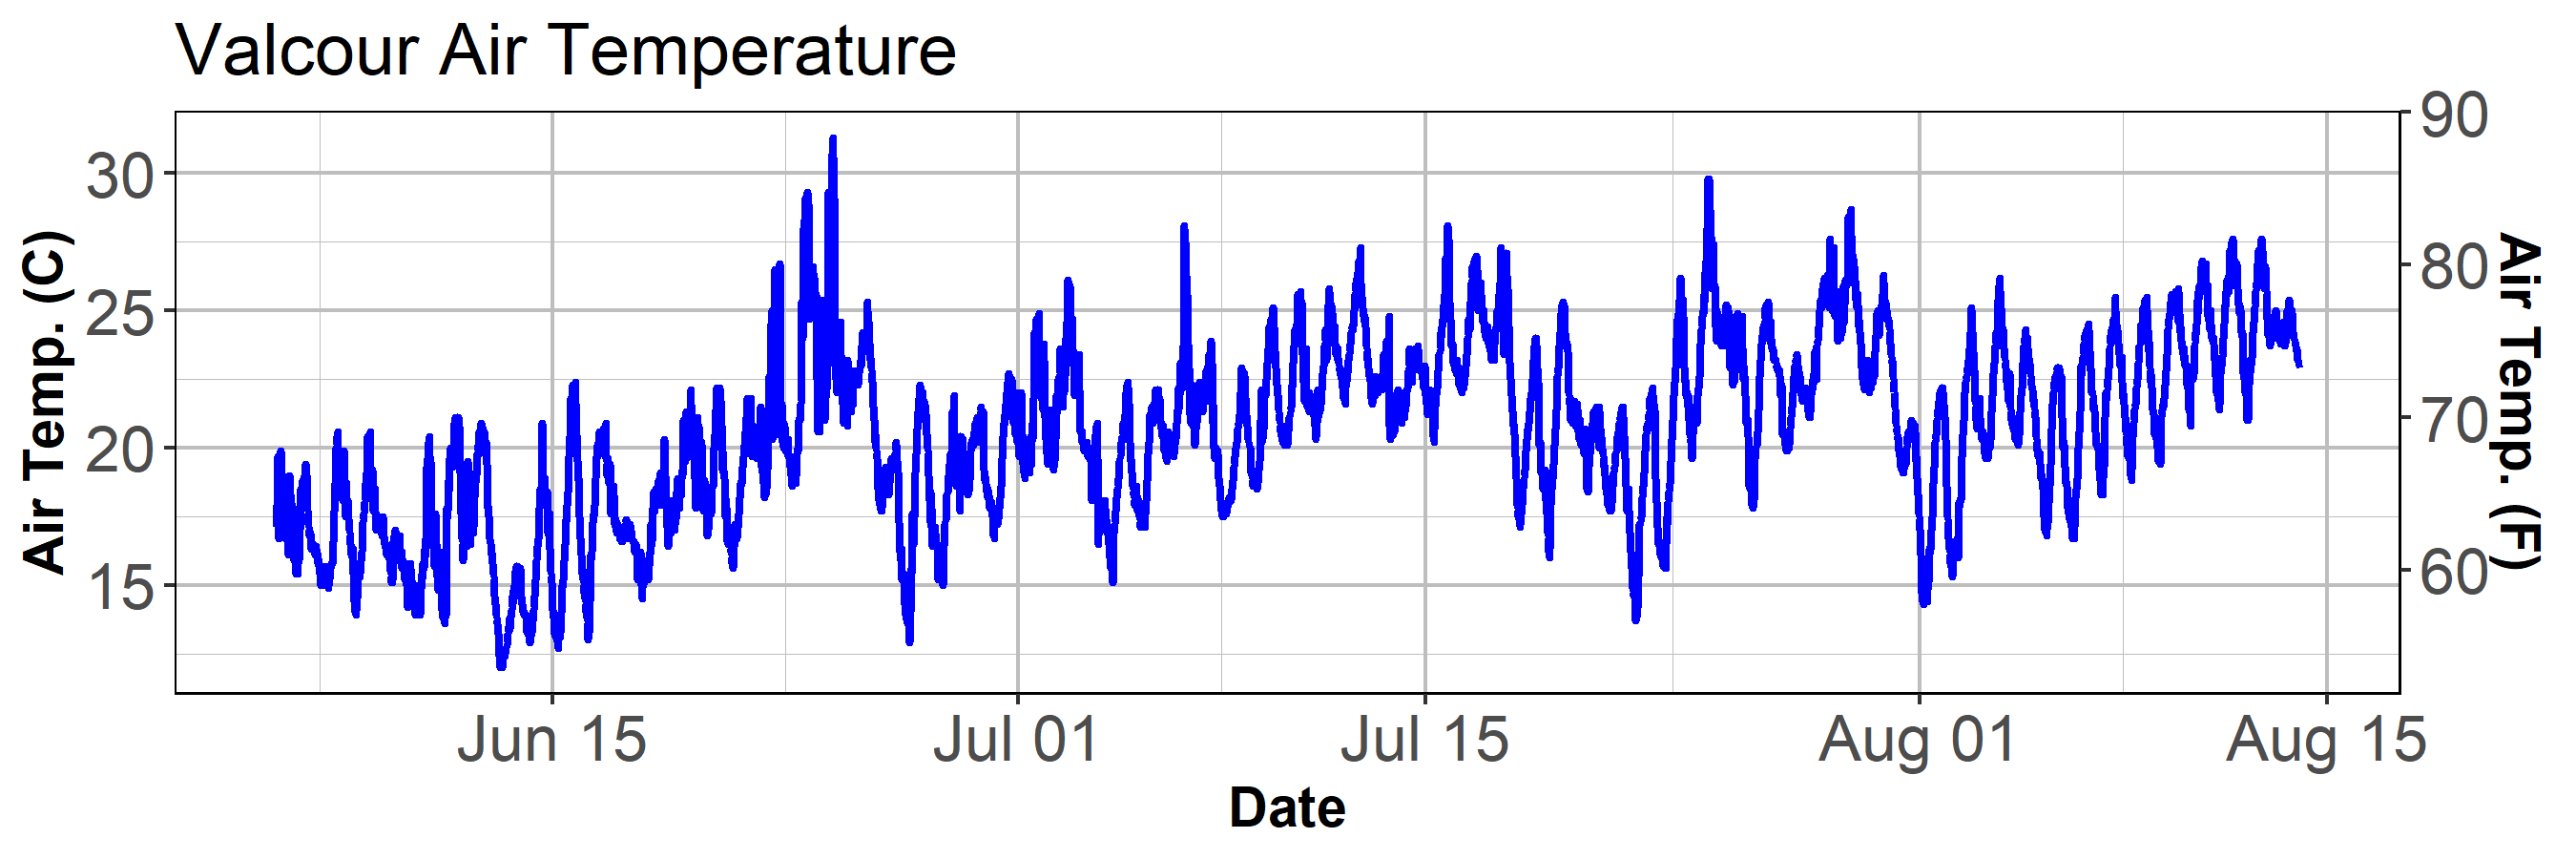 Valcour Air Temperature
Air Temp. (C)
30
25
20
15
90
80
70
60
Air Temp. (F)
Jun 15
Jul 01
Jul 15
Aug 01
Aug 15
Date